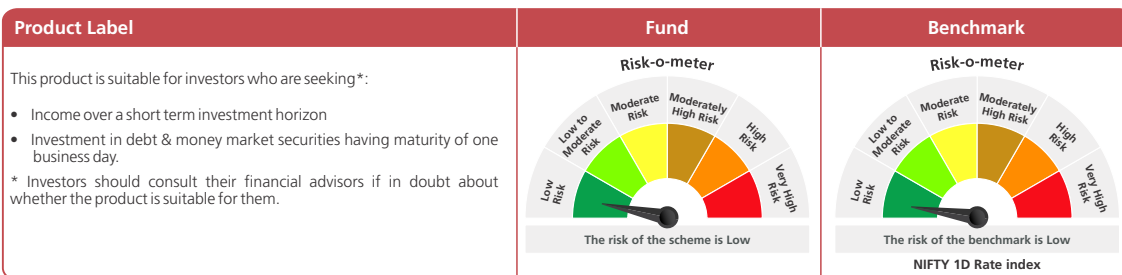 Product Label
Fund
Benchmark
This product is suitable for investors who are seeking*:
• Income over a short term investment horizon
• Investment in debt & money market securities having maturity of one
business day.
* Investors should consult their financial advisors if in doubt about
whether the product is suitable for them.
Risk-o-meter
Low
Risk
Low to
Moderate
Risk
Moderate
Risk
Moderately
High Risk
High
Risk
Very High
Risk
The risk of the scheme is Low
Risk-o-meter
Low
Risk
Low to
Moderate
Risk
Moderate
Risk
Moderately
High Risk
High
Risk
Very High
Risk
The risk of the benchmark is Low
NIFTY 1D Rate index